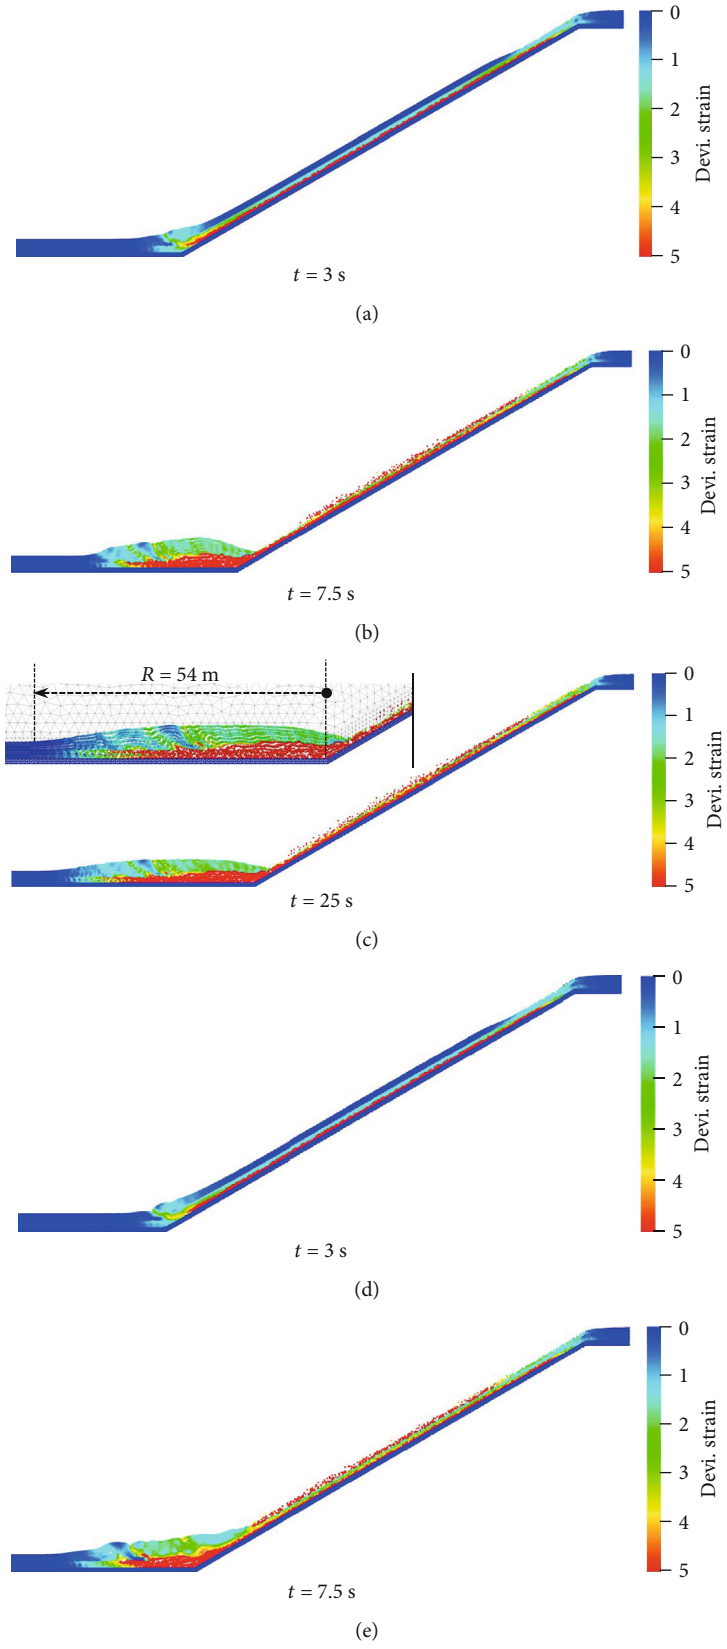 0
1
2
3
4
5
Devi. strain
t = 3 s
(a)
0
1
2
3
4
5
Devi. strain
t = 7.5 s
(b)
R = 54 m
0
1
2
3
4
5
Devi. strain
t = 25 s
(c)
0
1
2
3
4
5
Devi. strain
t = 3 s
(d)
0
1
2
3
4
5
Devi. strain
t = 7.5 s
(e)